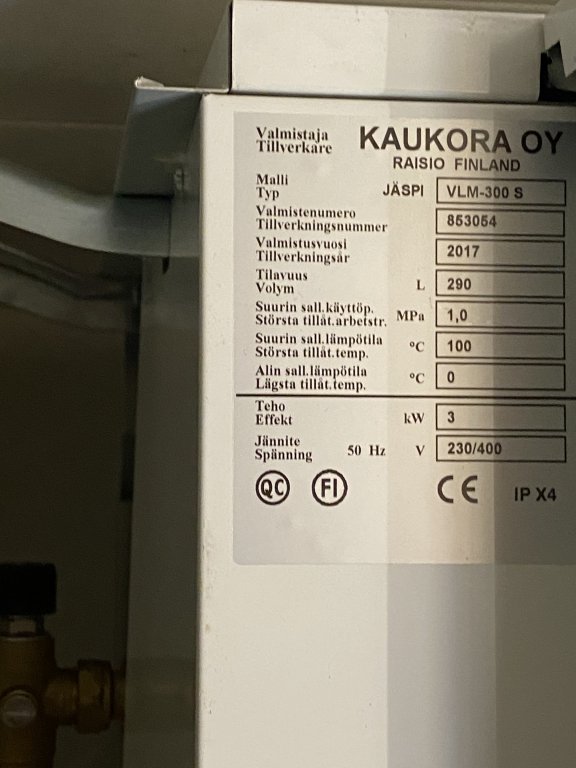 Valmistaja KAUKORA OY
Tillverkare RAISIO FINLAND
Malli
Typ JÄSPI VLM-300 S
Valmistenumero
Tillverkningsnummer 853054
Valmistusvuosi
Tillverkningsår 2017
Tilavuus
Volym L 290
Suurin sall.käyttöp.
Största tillåt.arbetstr. MPa 1,0
Suurin sall.lämpötila
Största tillåt.temp. °C 100
Alin sall.lämpötila
Lägsta tillåt.temp. °C 0
Teho
Effekt kW 3
Jännite
Spänning 50 Hz V 230/400
QC FI CE IP X4